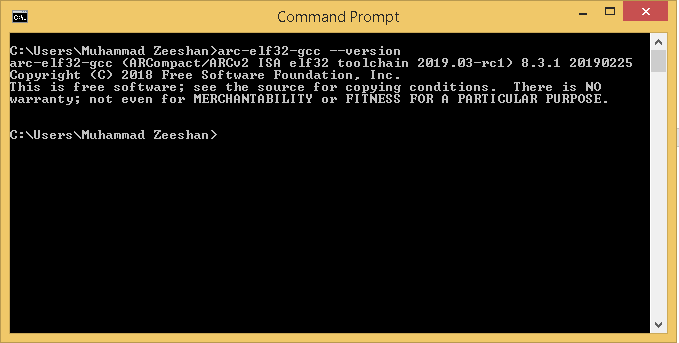 Command Prompt
C:\Users\Muhammad Zeeshan>arc-elf32-gcc --version
arc-elf32-gcc (ARCompact/ARCv2 ISA elf32 toolchain 2019.03-rc1) 8.3.1 20190225
Copyright (C) 2018 Free Software Foundation, Inc.
This is free software; see the source for copying conditions.  There is NO
warranty; not even for MERCHANTABILITY or FITNESS FOR A PARTICULAR PURPOSE.
C:\Users\Muhammad Zeeshan>